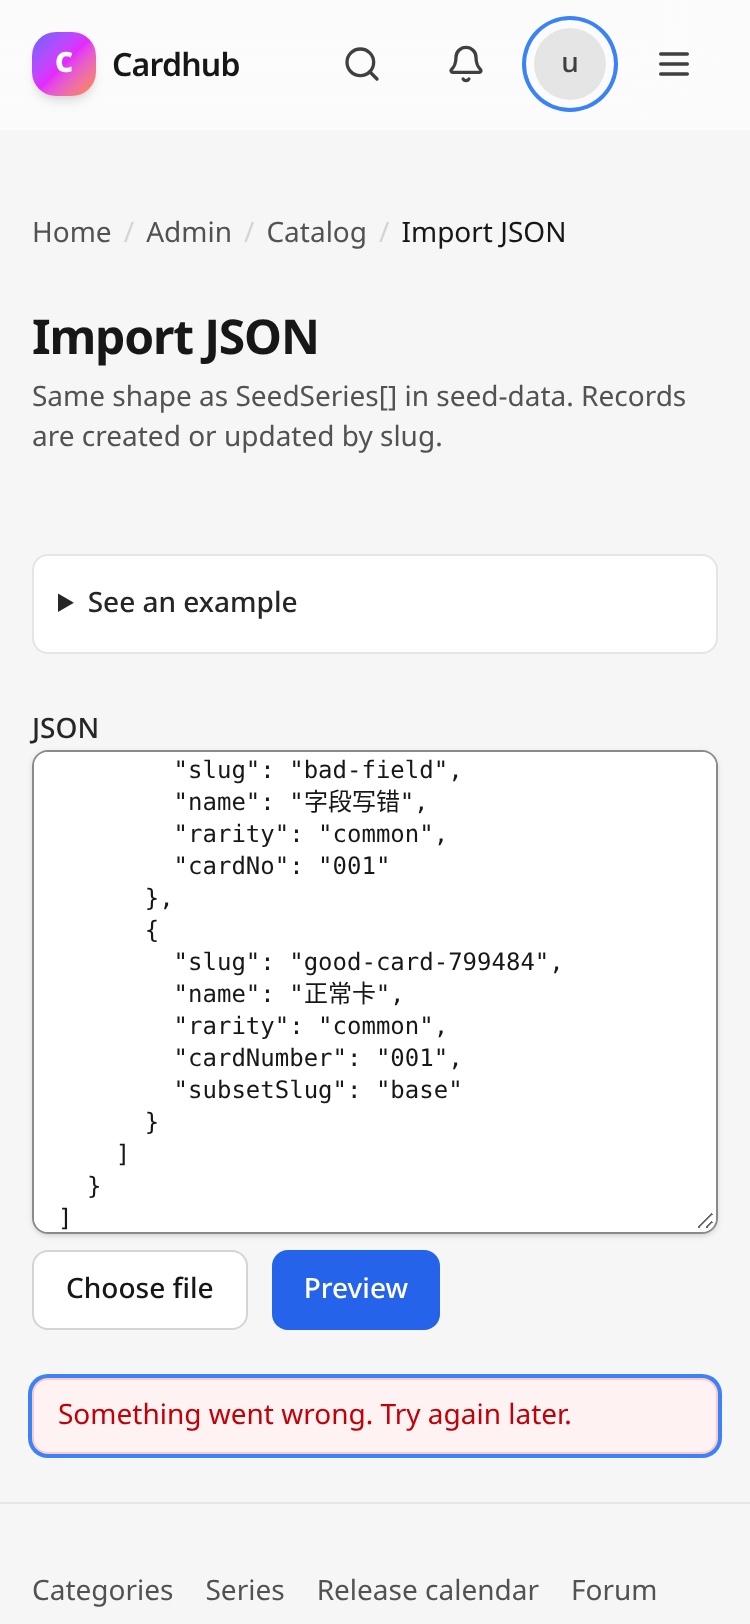 C Cardhub u
Home / Admin / Catalog / Import JSON
Import JSON
Same shape as SeedSeries[] in seed-data. Records
are created or updated by slug.
See an example
JSON
"slug": "bad-field",
"name": "字段写错",
"rarity": "common",
"cardNo": "001"
},
{
"slug": "good-card-799484",
"name": "正常卡",
"rarity": "common",
"cardNumber": "001",
"subsetSlug": "base"
}
]
}
]
Choose file Preview
Something went wrong. Try again later.
Categories Series Release calendar Forum